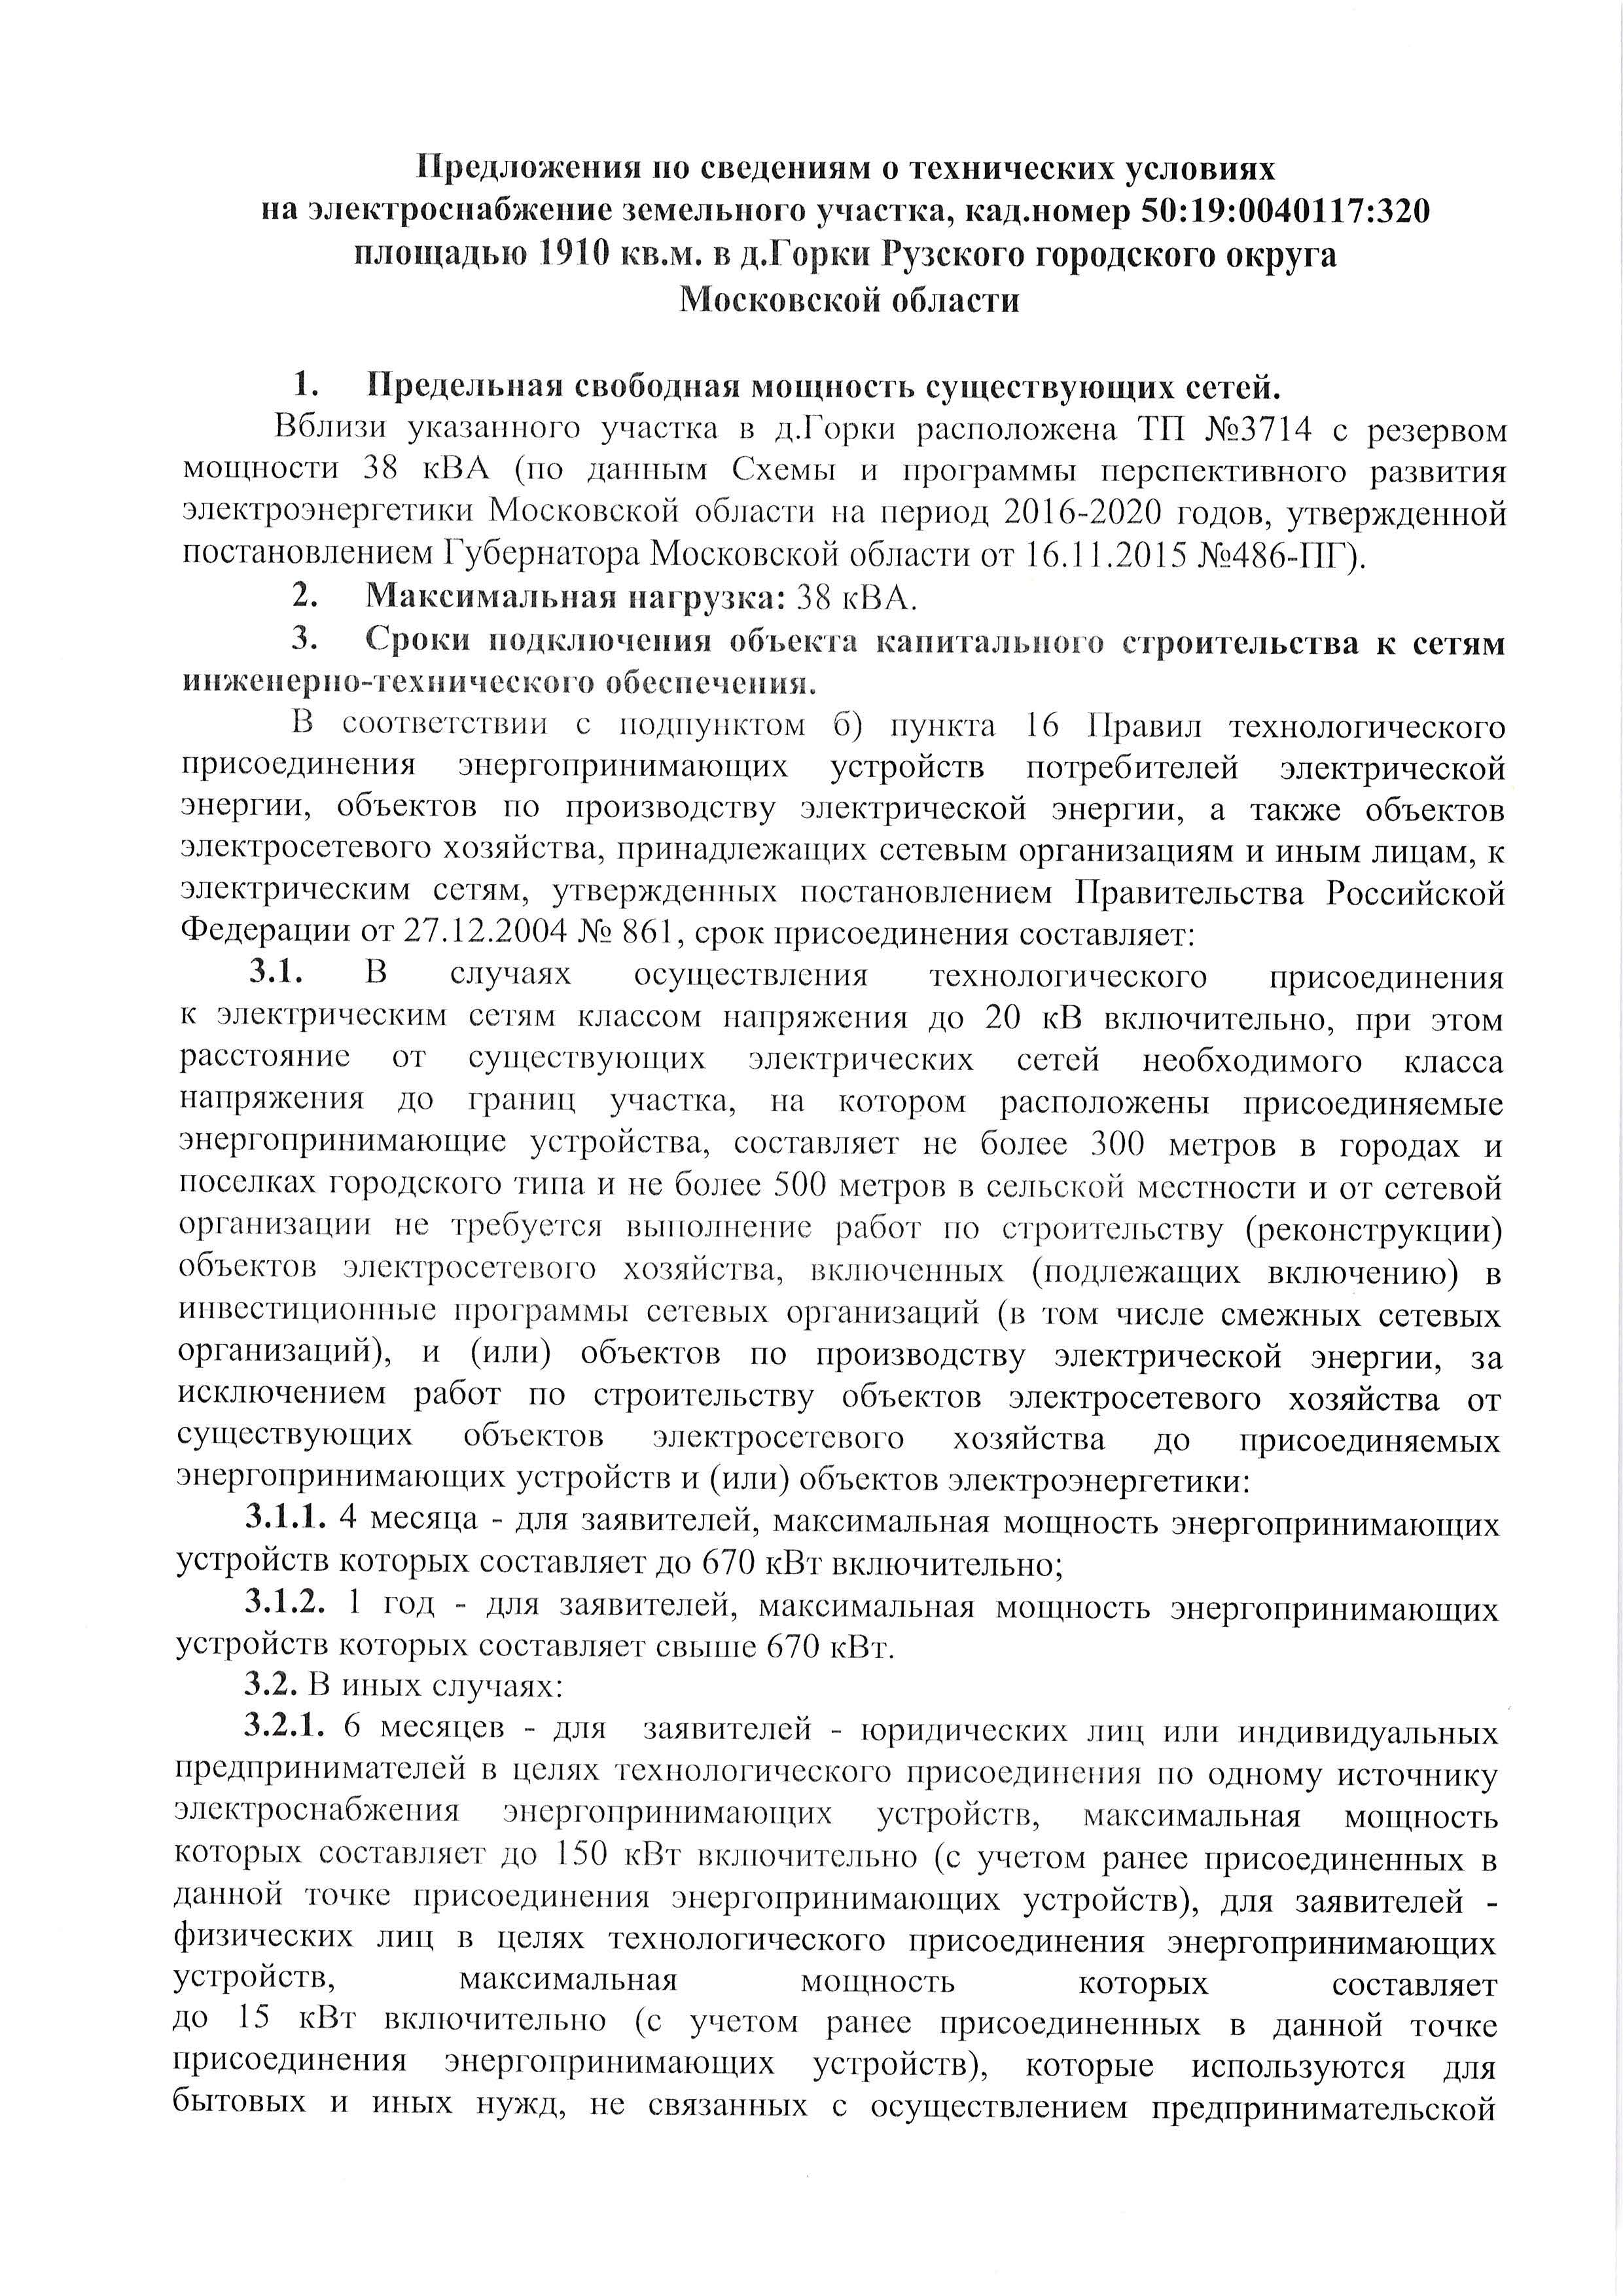 Предложения по сведениям о технических условиях
на электроснабжение земельного участка, кад.номер 50:19:0040117:320
площадью 1910 кв.м. в д.Горки Рузского городского округа
Московской области
1. Предельная свободная мощность существующих сетей.
Вблизи указанного участка в д.Горки расположена ТП №3714 с резервом
мощности 38 кВА (по данным Схемы и программы перспективного развития
электроэнергетики Московской области на период 2016-2020 годов, утвержденной
постановлением Губернатора Московской области от 16.11.2015 №486-ПГ).
2. Максимальная нагрузка: 38 кВА.
3. Сроки подключения объекта капитального строительства к сетям
инженерно-технического обеспечения.
В соответствии с подпунктом б) пункта 16 Правил технологического
присоединения энергопринимающих устройств потребителей электрической
энергии, объектов по производству электрической энергии, а также объектов
электросетевого хозяйства, принадлежащих сетевым организациям и иным лицам, к
электрическим сетям, утвержденных постановлением Правительства Российской
Федерации от 27.12.2004 № 861, срок присоединения составляет:
3.1. В случаях осуществления технологического присоединения
к электрическим сетям классом напряжения до 20 кВ включительно, при этом
расстояние от существующих электрических сетей необходимого класса
напряжения до границ участка, на котором расположены присоединяемые
энергопринимающие устройства, составляет не более 300 метров в городах и
поселках городского типа и не более 500 метров в сельской местности и от сетевой
организации не требуется выполнение работ по строительству (реконструкции)
объектов электросетевого хозяйства, включенных (подлежащих включению) в
инвестиционные программы сетевых организаций (в том числе смежных сетевых
организаций), и (или) объектов по производству электрической энергии, за
исключением работ по строительству объектов электросетевого хозяйства от
существующих объектов электросетевого хозяйства до присоединяемых
энергопринимающих устройств и (или) объектов электроэнергетики:
3.1.1. 4 месяца - для заявителей, максимальная мощность энергопринимающих
устройств которых составляет до 670 кВт включительно;
3.1.2. 1 год - для заявителей, максимальная мощность энергопринимающих
устройств которых составляет свыше 670 кВт.
3.2. В иных случаях:
3.2.1. 6 месяцев - для заявителей - юридических лиц или индивидуальных
предпринимателей в целях технологического присоединения по одному источнику
электроснабжения энергопринимающих устройств, максимальная мощность
которых составляет до 150 кВт включительно (с учетом ранее присоединенных в
данной точке присоединения энергопринимающих устройств), для заявителей -
физических лиц в целях технологического присоединения энергопринимающих
устройств, максимальная мощность которых составляет
до 15 кВт включительно (с учетом ранее присоединенных в данной точке
присоединения энергопринимающих устройств), которые используются для
бытовых и иных нужд, не связанных с осуществлением предпринимательской